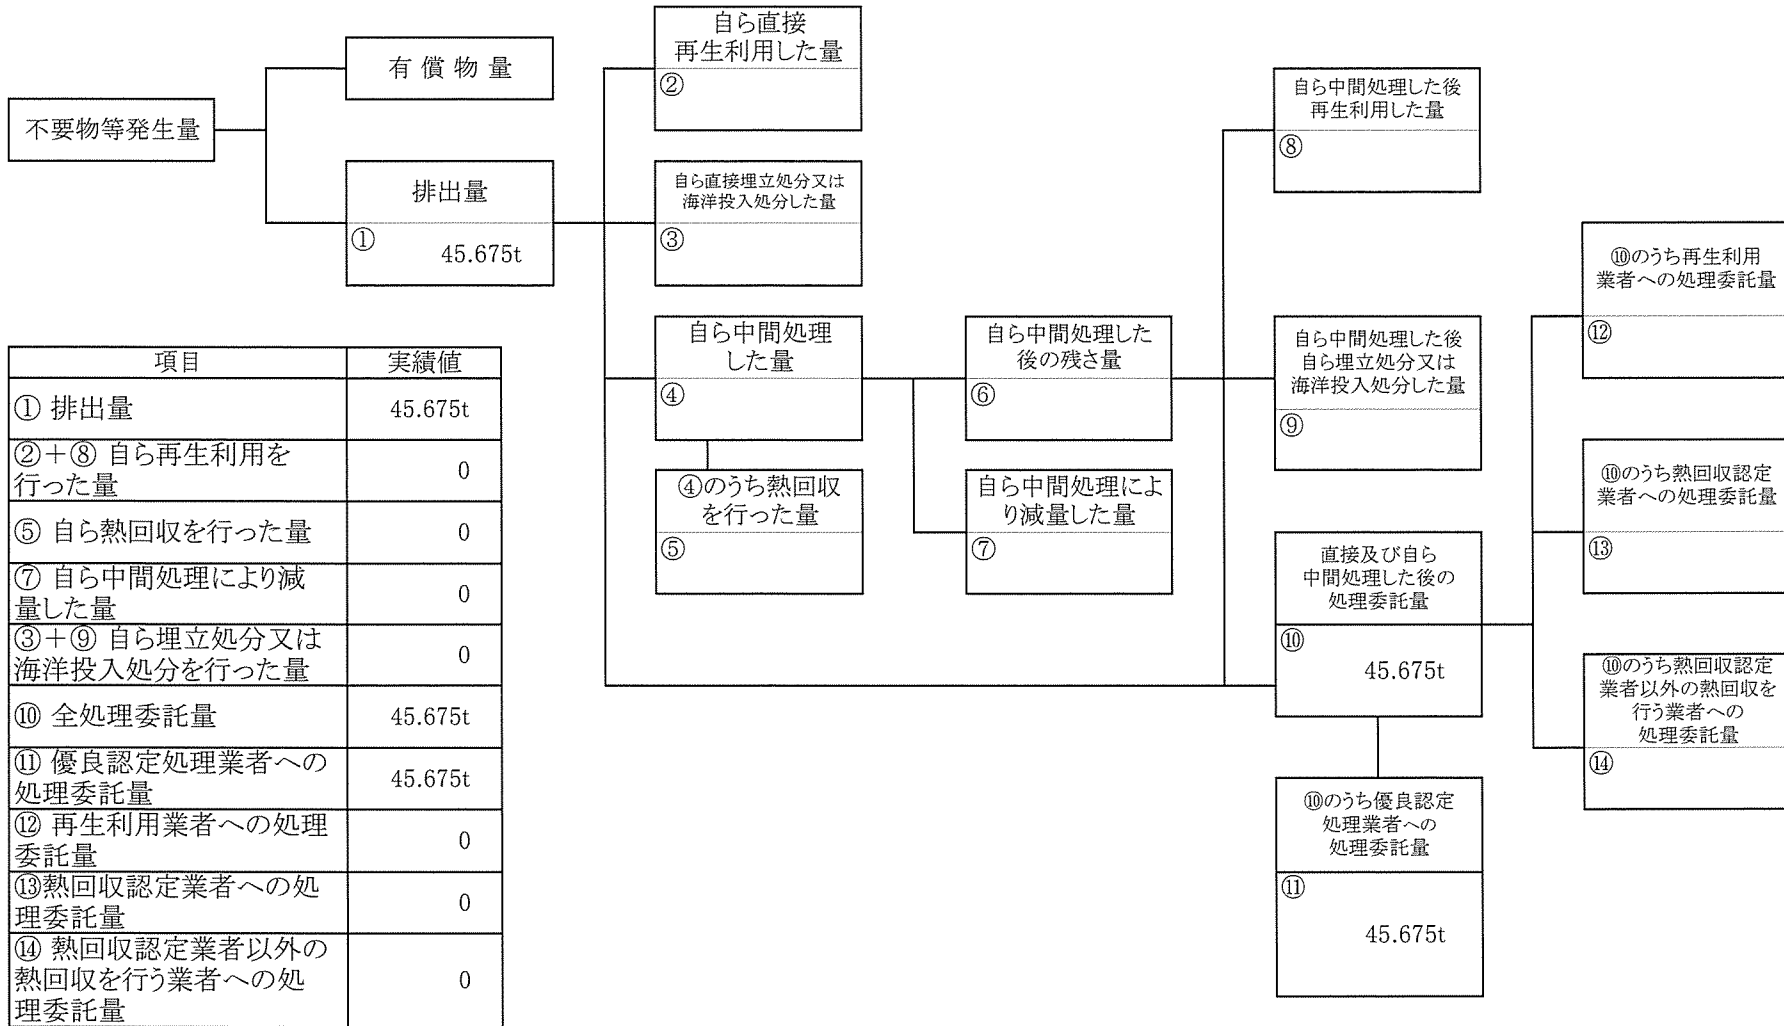 不要物等発生量
有償物量
排出量
①
45.675t
自ら直接
再生利用した量
②
自ら直接埋立処分又は
海洋投入処分した量
③
自ら中間処理
した量
④
④のうち熱回収
を行った量
⑤
自ら中間処理した
後の残さ量
⑥
自ら中間処理によ
り減量した量
⑦
自ら中間処理した後
再生利用した量
⑧
自ら中間処理した後
自ら埋立処分又は
海洋投入処分した量
⑨
直接及び自ら
中間処理した後の
処理委託量
⑩
45.675t
⑩のうち優良認定
処理業者への
処理委託量
⑪
45.675t
⑩のうち再生利用
業者への処理委託量
⑫
⑩のうち熱回収認定
業者への処理委託量
⑬
⑩のうち熱回収認定
業者以外の熱回収を
行う業者への
処理委託量
⑭
項目 実績値
① 排出量 45.675t
②+⑧ 自ら再生利用を
行った量 0
⑤ 自ら熱回収を行った量 0
⑦ 自ら中間処理により減
量した量 0
③+⑨ 自ら埋立処分又は
海洋投入処分を行った量 0
⑩ 全処理委託量 45.675t
⑪ 優良認定処理業者への
処理委託量 45.675t
⑫ 再生利用業者への処理
委託量 0
⑬熱回収認定業者への処
理委託量 0
⑭ 熱回収認定業者以外の
熱回収を行う業者への処
理委託量 0